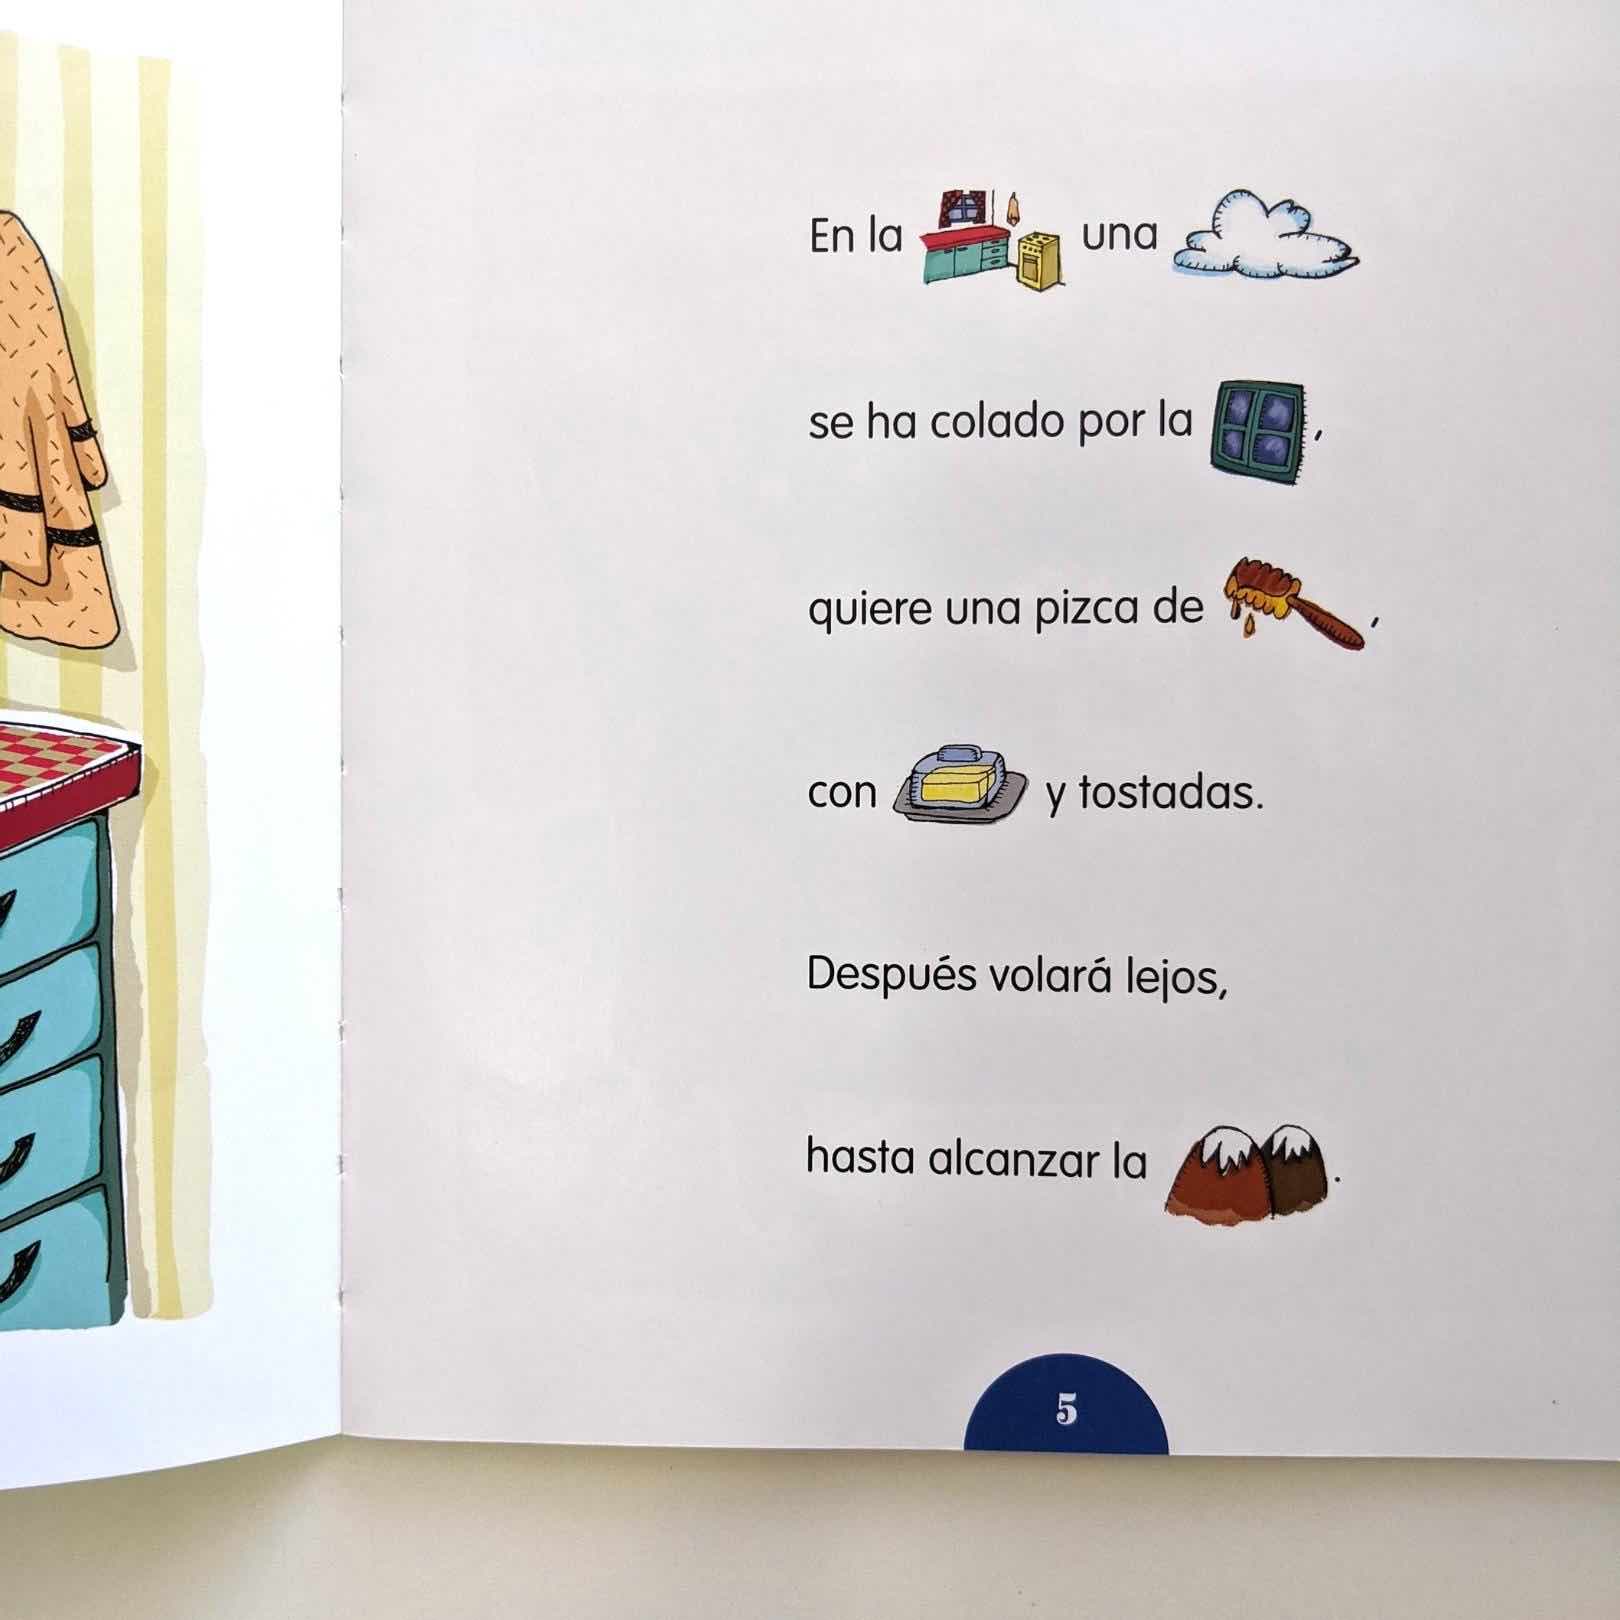 En la una
se ha colado por la ,
quiere una pizca de ,
con y tostadas.
Después volará lejos,
hasta alcanzar la .
5